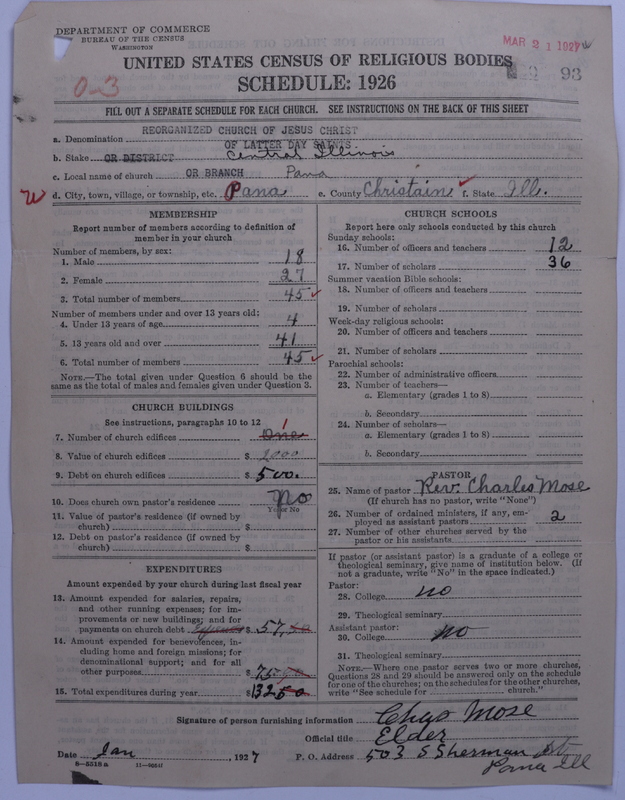 DEPARTMENT OF COMMERCE
BUREAU OF THE CENSUS
WASHINGTON
MAR 21 1927
UNITED STATES CENSUS OF RELIGIOUS BODIES
0-3
SCHEDULE: 1926
93
FILL OUT A SEPARATE SCHEDULE FOR EACH CHURCH. SEE INSTRUCTIONS ON THE BACK OF THIS SHEET
REORGANIZED CHURCH OF JESUS CHRIST
a. Denomination
OF LATTER DAY SAINTS
b. Stake OR DISTRICT Central Illinois
c. Local name of church OR BRANCH Pana
W
d. City, town, village, or township, etc. Pana e. County Christain f. State Ill.
MEMBERSHIP
Report number of members according to definition of member in your church
Number of members, by sex:
1. Male 18
2. Female 27
3. Total number of members 45
Number of members under and over 13 years old:
4. Under 13 years of age 4
5. 13 years old and over 41
6. Total number of members 45
NOTE.—The total given under Question 6 should be the
same as the total of males and females given under Question 3.
CHURCH BUILDINGS
See instructions, paragraphs 10 to 12
1
7. Number of church edifices One
8. Value of church edifices $ 2000
9. Debt on church edifices $ 500.
10. Does church own pastor's residence no
Yes or No
11. Value of pastor's residence (if owned by
church) $
12. Debt on pastor's residence (if owned by
church) $
EXPENDITURES
Amount expended by your church during last fiscal year
13. Amount expended for salaries, repairs,
and other running expenses; for im-
provements or new buildings; and for
payments on church debt $ 57.50
14. Amount expended for benevolences, in-
cluding home and foreign missions; for
denominational support; and for all
other purposes $ 75.00
15. Total expenditures during year $ 132 50
CHURCH SCHOOLS
Report here only schools conducted by this church
Sunday schools:
16. Number of officers and teachers 12
17. Number of scholars 36
Summer vacation Bible schools:
18. Number of officers and teachers
19. Number of scholars
Week-day religious schools:
20. Number of officers and teachers
21. Number of scholars
Parochial schools:
22. Number of administrative officers
23. Number of teachers—
a. Elementary (grades 1 to 8)
b. Secondary
24. Number of scholars—
a. Elementary (grades 1 to 8)
b. Secondary
PASTOR
25. Name of pastor Rev. Charles Mose
(If church has no pastor, write "None")
26. Number of ordained ministers, if any, em-
ployed as assistant pastors 2
27. Number of other churches served by the
pastor or his assistants
If pastor (or assistant pastor) is a graduate of a college or
theological seminary, give name of institution below. (If
not a graduate, write "No" in the space indicated.)
Pastor:
28. College no
29. Theological seminary
Assistant pastor:
30. College no
31. Theological seminary
NOTE.—Where one pastor serves two or more churches,
Questions 28 and 29 should be answered only on the schedule
for one of the churches; on the schedules for the other churches,
write "See schedule for church."
Signature of person furnishing information Chas Mose
Official title Elder
Date Jan, 1927 P. O. Address 503 S Sherman St
Pana Ill
8-5518a